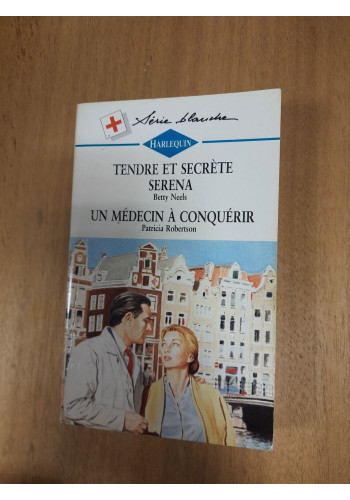 Série blanche
HARLEQUIN
TENDRE ET SECRÈTE
SERENA
Betty Neels
UN MÉDECIN À CONQUÉRIR
Patricia Robertson